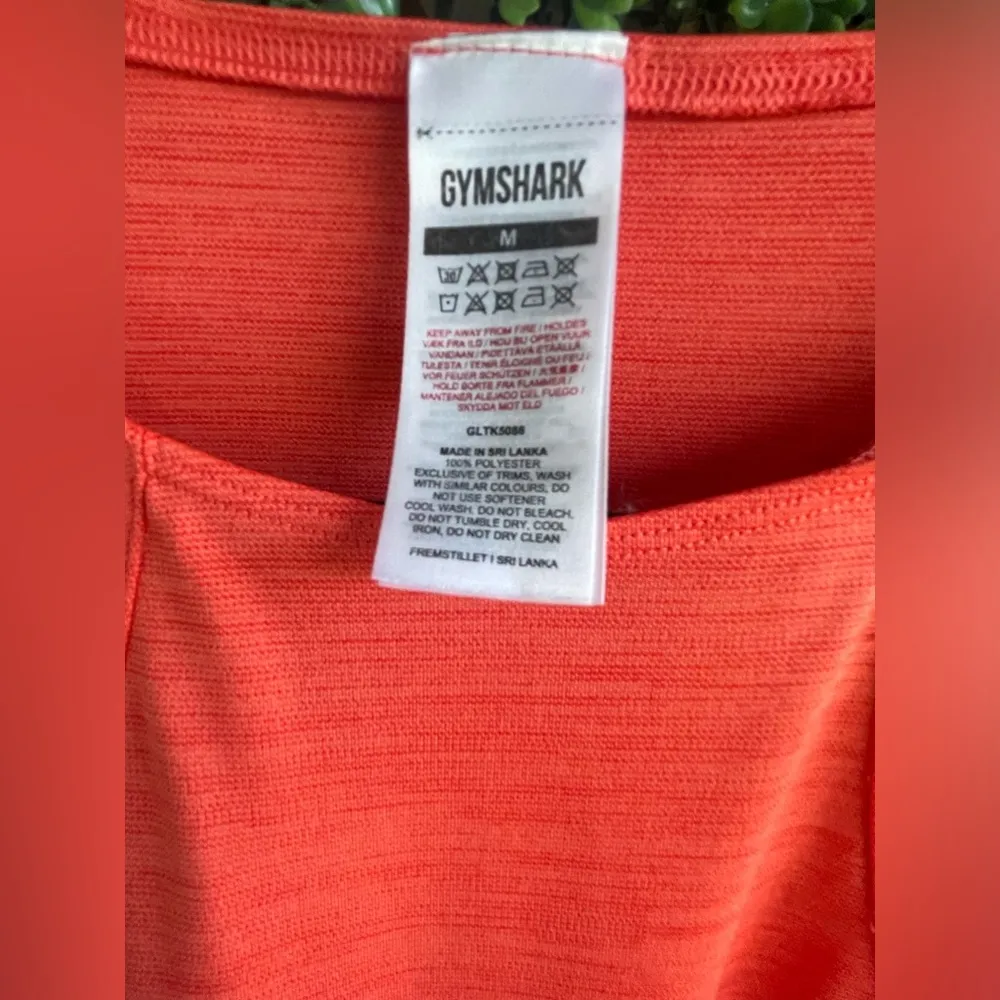 GYMSHARK
M
30
KEEP AWAY FROM FIRE / HOLDES
VÆK FRA ILD / HOU BIJ OPEN VUUR
VANDAAN / PIDETTÄVÄ ETÄÄLLÄ
TULESTA / TENIR ÉLOIGNÉ DU FEU /
VOR FEUER SCHÜTZEN /
HOLD BORTE FRA FLAMMER /
MANTENER ALEJADO DEL FUEGO /
SKYDDA MOT ELD
GLTK5086
MADE IN SRI LANKA
100% POLYESTER
EXCLUSIVE OF TRIMS, WASH
WITH SIMILAR COLOURS, DO
NOT USE SOFTENER
COOL WASH, DO NOT BLEACH,
DO NOT TUMBLE DRY, COOL
IRON, DO NOT DRY CLEAN
FREMSTILLET I SRI LANKA